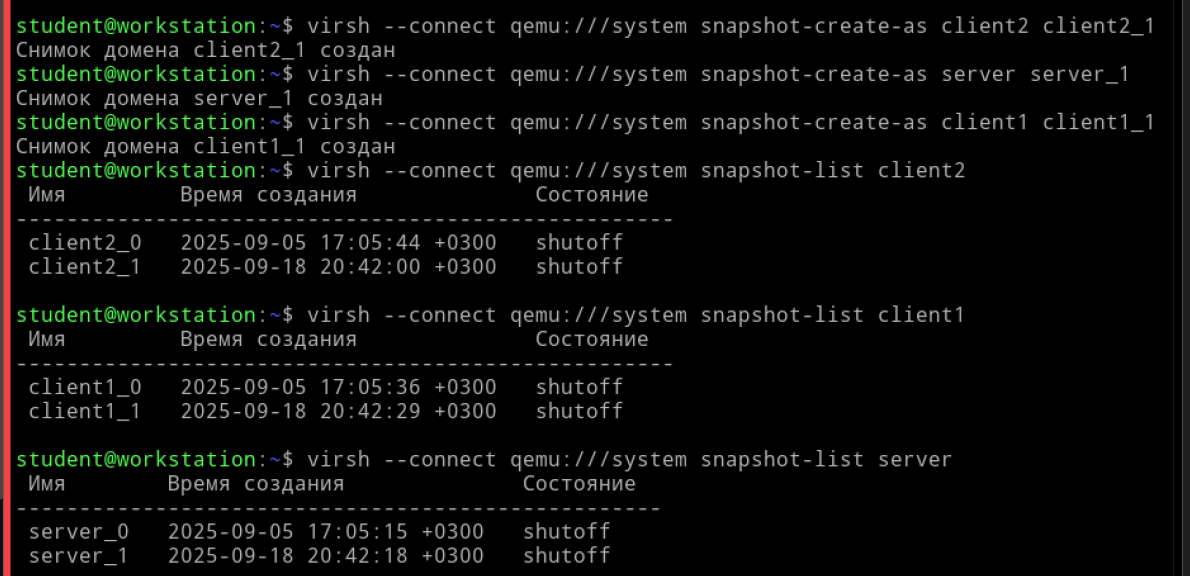 student@workstation:~$ virsh --connect qemu:///system snapshot-create-as client2 client2_1
Снимок домена client2_1 создан
student@workstation:~$ virsh --connect qemu:///system snapshot-create-as server server_1
Снимок домена server_1 создан
student@workstation:~$ virsh --connect qemu:///system snapshot-create-as client1 client1_1
Снимок домена client1_1 создан
student@workstation:~$ virsh --connect qemu:///system snapshot-list client2
 Имя         Время создания              Состояние
----------------------------------------------------
 client2_0   2025-09-05 17:05:44 +0300   shutoff
 client2_1   2025-09-18 20:42:00 +0300   shutoff
student@workstation:~$ virsh --connect qemu:///system snapshot-list client1
 Имя         Время создания              Состояние
----------------------------------------------------
 client1_0   2025-09-05 17:05:36 +0300   shutoff
 client1_1   2025-09-18 20:42:29 +0300   shutoff
student@workstation:~$ virsh --connect qemu:///system snapshot-list server
 Имя        Время создания              Состояние
---------------------------------------------------
 server_0   2025-09-05 17:05:15 +0300   shutoff
 server_1   2025-09-18 20:42:18 +0300   shutoff